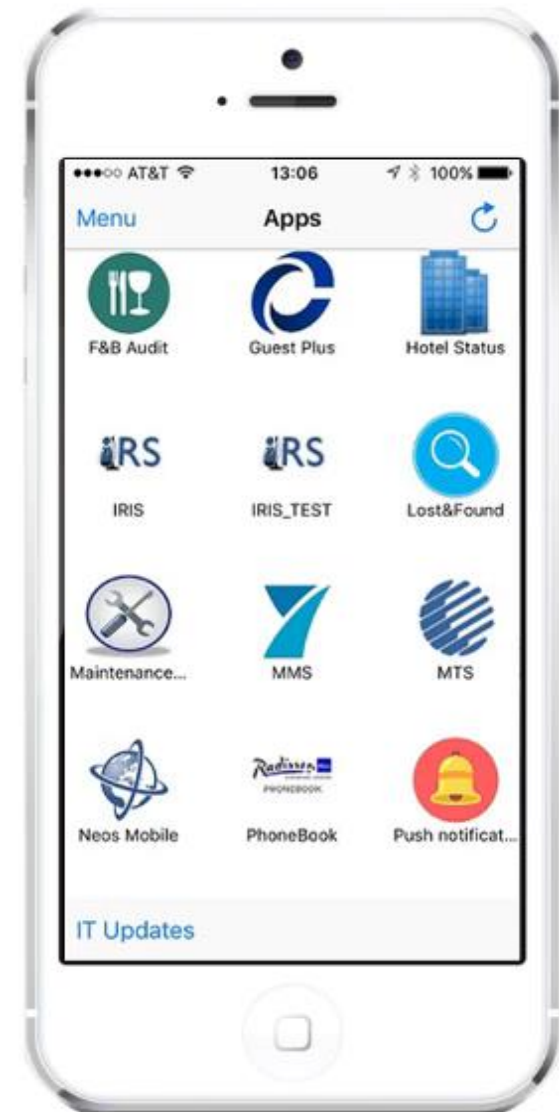 AT&T 13:06 100%
Menu Apps
F&B Audit Guest Plus Hotel Status
iRS iRS
IRIS IRIS_TEST Lost&Found
Maintenance... MMS MTS
Radisson
PHONEBOOK
Neos Mobile PhoneBook Push notificat...
IT Updates